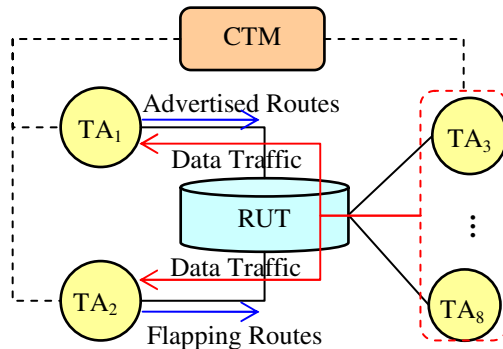 CTM
Advertised Routes
TA1
Data Traffic
TA3
RUT
...
Data Traffic
TA2
TA8
Flapping Routes